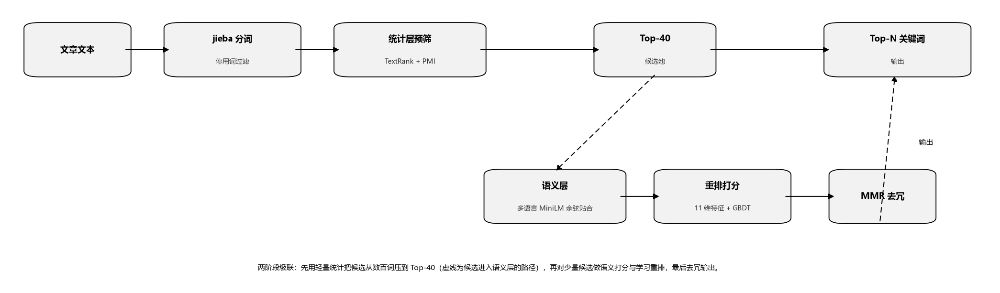 文章文本
jieba 分词
停用词过滤
统计层预筛
TextRank + PMI
Top-40
候选池
Top-N 关键词
输出
输出
语义层
多语言 MiniLM 余弦贴合
重排打分
11 维特征 + GBDT
MMR 去冗
两阶段级联：先用轻量统计把候选从数百词压到 Top-40（虚线为候选进入语义层的路径），再对少量候选做语义打分与学习重排，最后去冗输出。